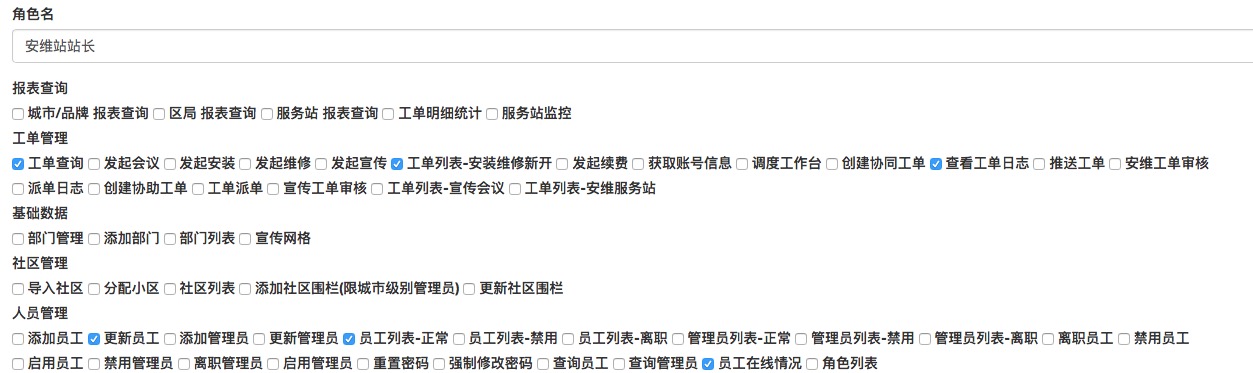 角色名
安维站站长
报表查询
城市/品牌 报表查询 区局 报表查询 服务站 报表查询 工单明细统计 服务站监控
工单管理
工单查询 发起会议 发起安装 发起维修 发起宣传 工单列表-安装维修新开 发起续费 获取账号信息 调度工作台 创建协同工单 查看工单日志 推送工单 安维工单审核
派单日志 创建协助工单 工单派单 宣传工单审核 工单列表-宣传会议 工单列表-安维服务站
基础数据
部门管理 添加部门 部门列表 宣传网格
社区管理
导入社区 分配小区 社区列表 添加社区围栏(限城市级别管理员) 更新社区围栏
人员管理
添加员工 更新员工 添加管理员 更新管理员 员工列表-正常 员工列表-禁用 员工列表-离职 管理员列表-正常 管理员列表-禁用 管理员列表-离职 离职员工 禁用员工
启用员工 禁用管理员 离职管理员 启用管理员 重置密码 强制修改密码 查询员工 查询管理员 员工在线情况 角色列表